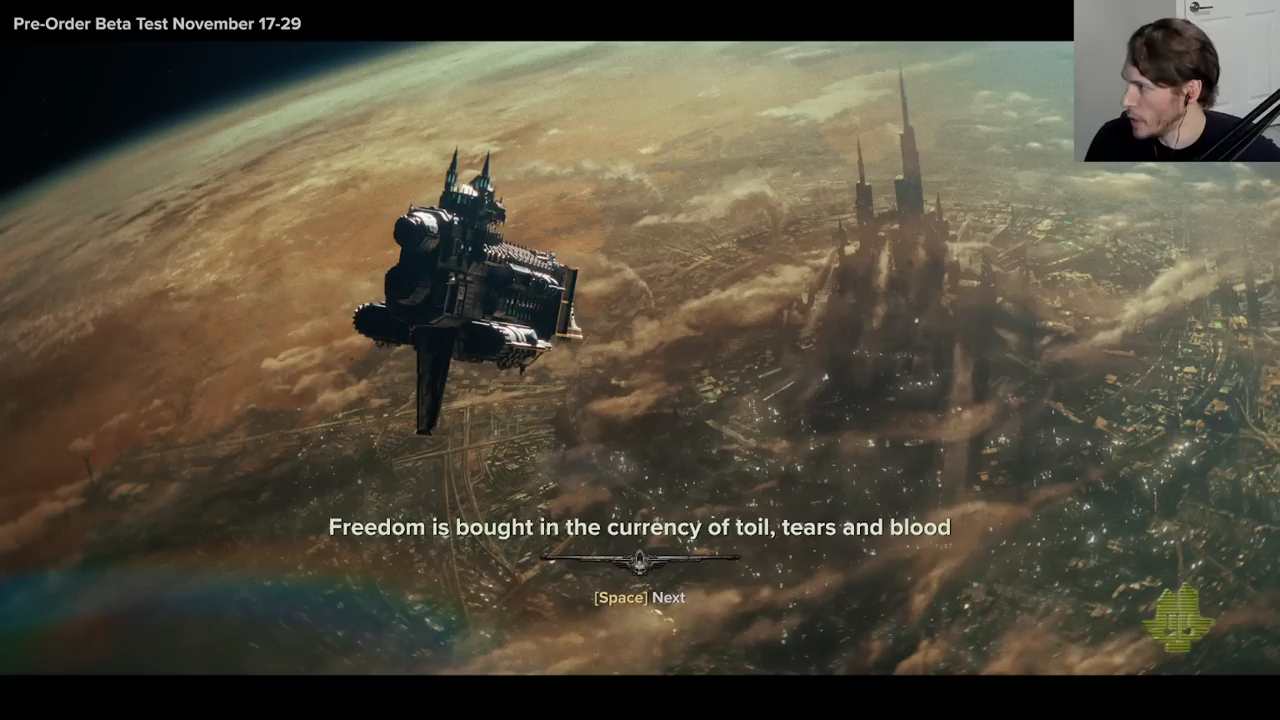 Pre-Order Beta Test November 17-29
Freedom is bought in the currency of toil, tears and blood
[Space] Next